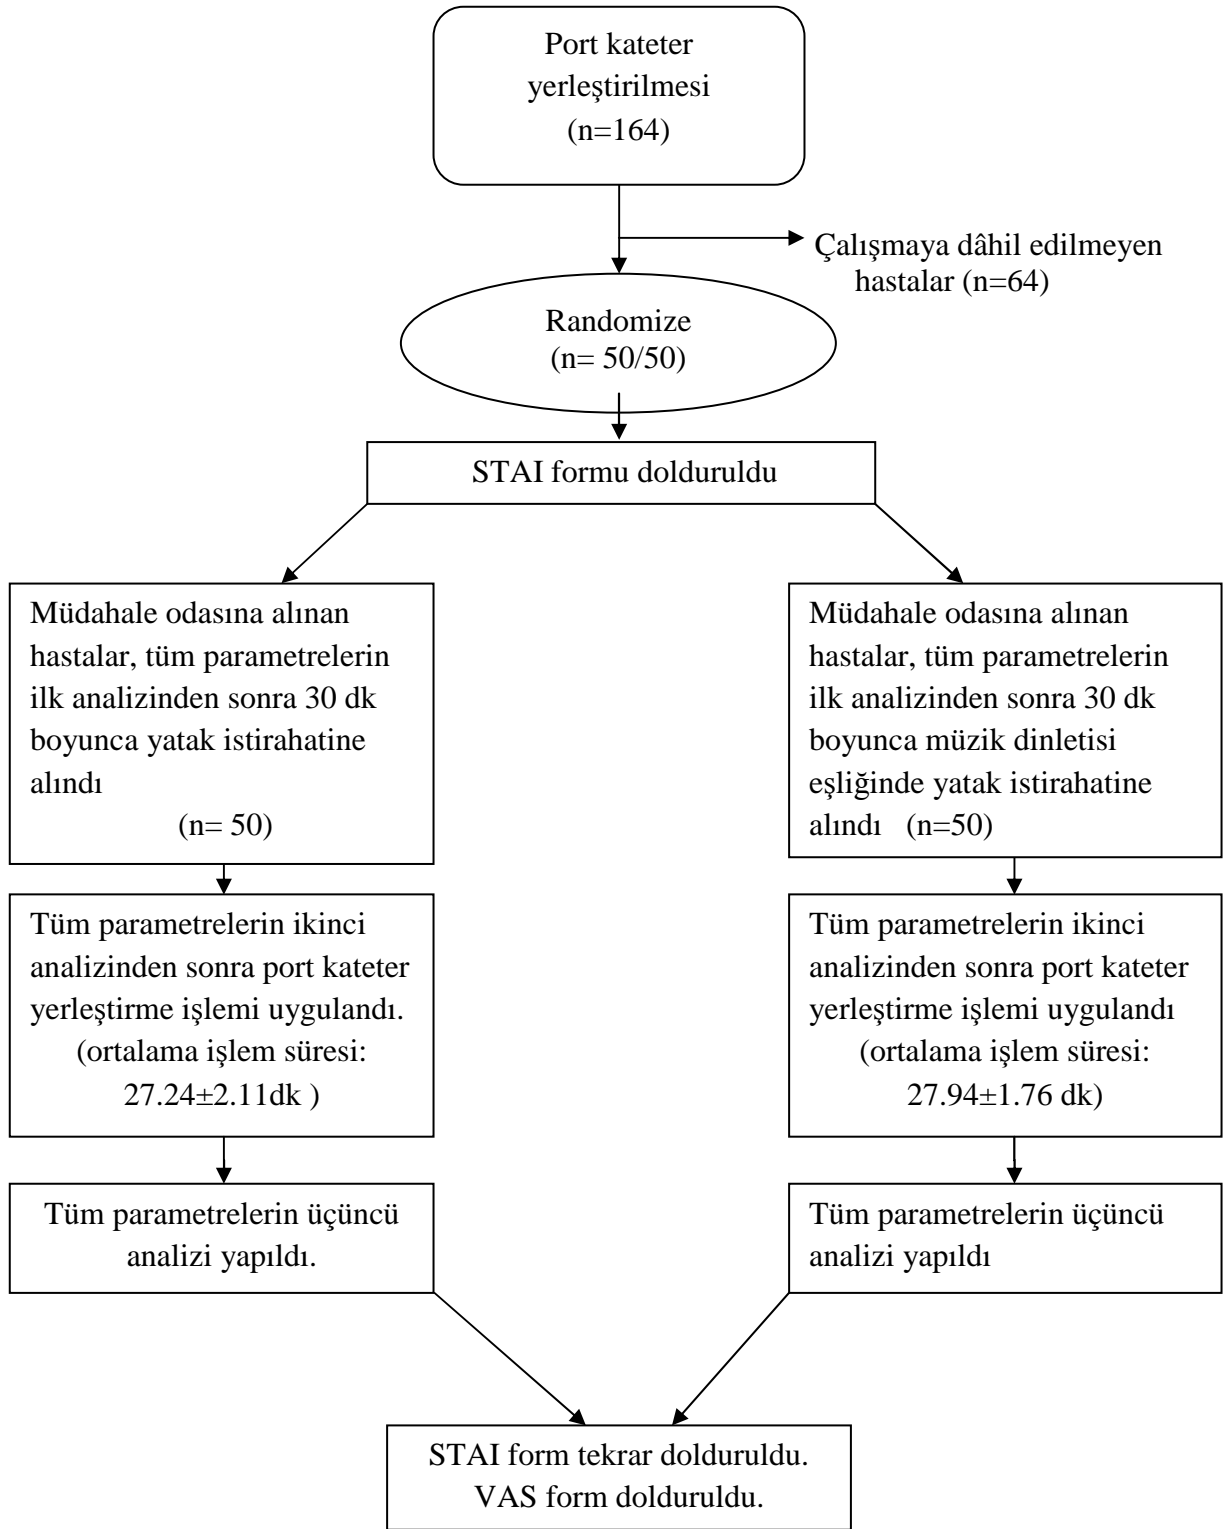 Port kateter
yerleştirilmesi
(n=164)
Çalışmaya dâhil edilmeyen
hastalar (n=64)
Randomize
(n= 50/50)
STAI formu dolduruldu
Müdahale odasına alınan
hastalar, tüm parametrelerin
ilk analizinden sonra 30 dk
boyunca yatak istirahatine
alındı
(n= 50)
Müdahale odasına alınan
hastalar, tüm parametrelerin
ilk analizinden sonra 30 dk
boyunca müzik dinletisi
eşliğinde yatak istirahatine
alındı (n=50)
Tüm parametrelerin ikinci
analizinden sonra port kateter
yerleştirme işlemi uygulandı.
(ortalama işlem süresi:
27.24±2.11dk )
Tüm parametrelerin ikinci
analizinden sonra port kateter
yerleştirme işlemi uygulandı
(ortalama işlem süresi:
27.94±1.76 dk)
Tüm parametrelerin üçüncü
analizi yapıldı.
Tüm parametrelerin üçüncü
analizi yapıldı
STAI form tekrar dolduruldu.
VAS form dolduruldu.